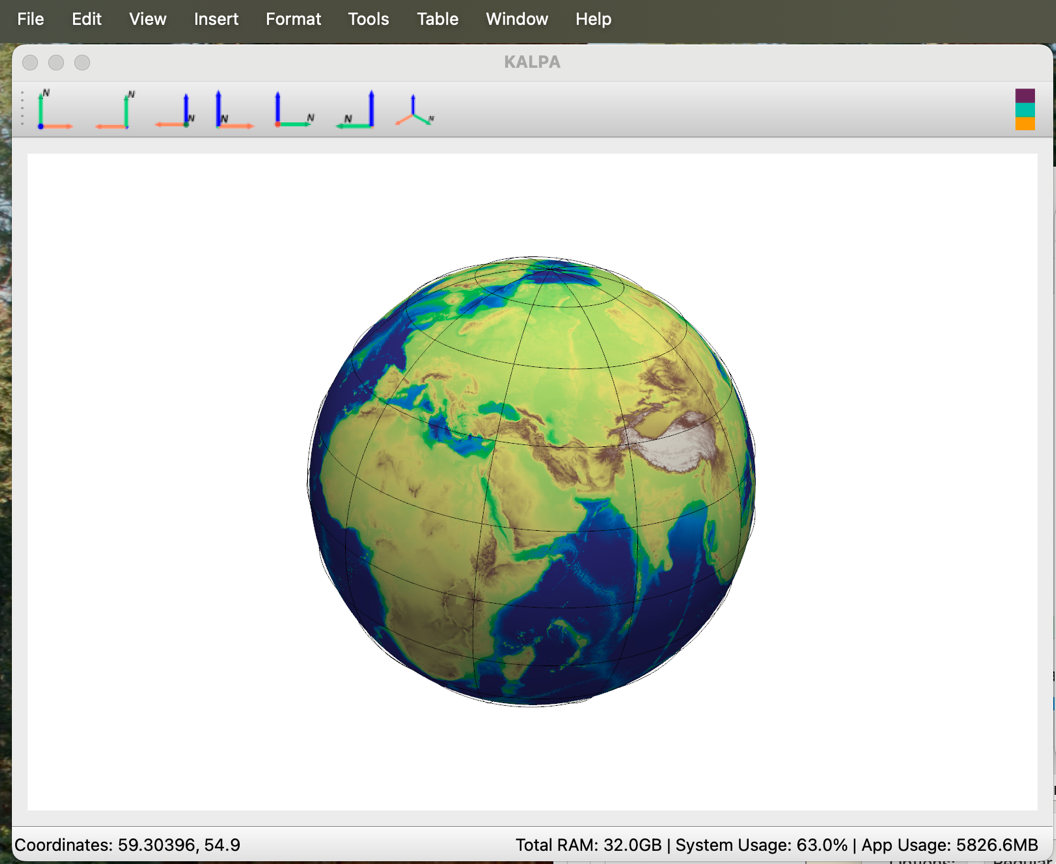 File Edit View Insert Format Tools Table Window Help
KALPA
N N N N N N N
Coordinates: 59.30396, 54.9 Total RAM: 32.0GB | System Usage: 63.0% | App Usage: 5826.6MB